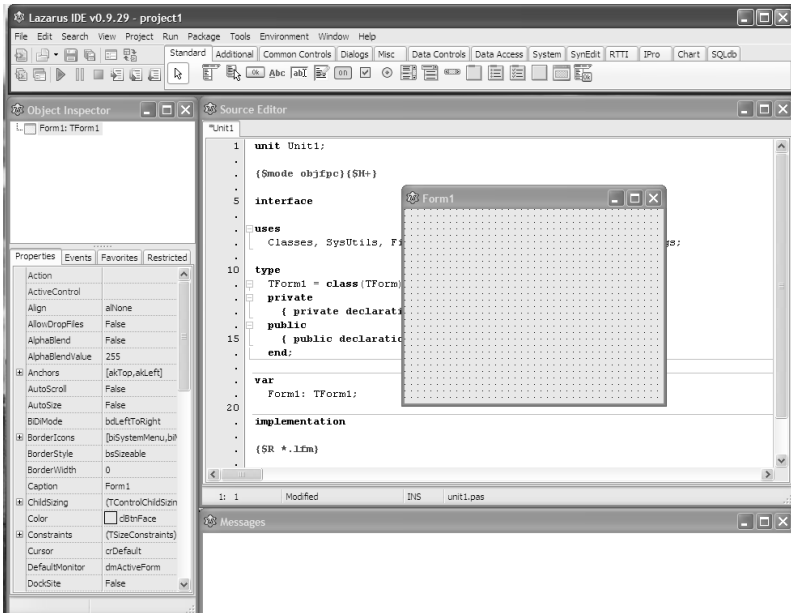 Lazarus IDE v0.9.29 - project1
File Edit Search View Project Run Package Tools Environment Window Help
Standard Additional Common Controls Dialogs Misc Data Controls Data Access System SynEdit RTTI IPro Chart SQLdb
Ok Abc abI on
Object Inspector
Form1: TForm1
Properties Events Favorites Restricted
Action
ActiveControl
Align alNone
AllowDropFiles False
AlphaBlend False
AlphaBlendValue 255
Anchors [akTop,akLeft]
AutoScroll False
AutoSize False
BiDiMode bdLeftToRight
BorderIcons [biSystemMenu,biM
BorderStyle bsSizeable
BorderWidth 0
Caption Form1
ChildSizing (TControlChildSizin
Color clBtnFace
Constraints (TSizeConstraints)
Cursor crDefault
DefaultMonitor dmActiveForm
DockSite False
Source Editor
*Unit1
1 unit Unit1;
{$mode objfpc}{$H+}
5 interface
uses
Classes, SysUtils, Fi gs;
10 type
TForm1 = class(TForm)
private
{ private declarati
public
15 { public declaratio
end;
var
Form1: TForm1;
20
implementation
{$R *.lfm}
1: 1 Modified INS unit1.pas
Form1
Messages